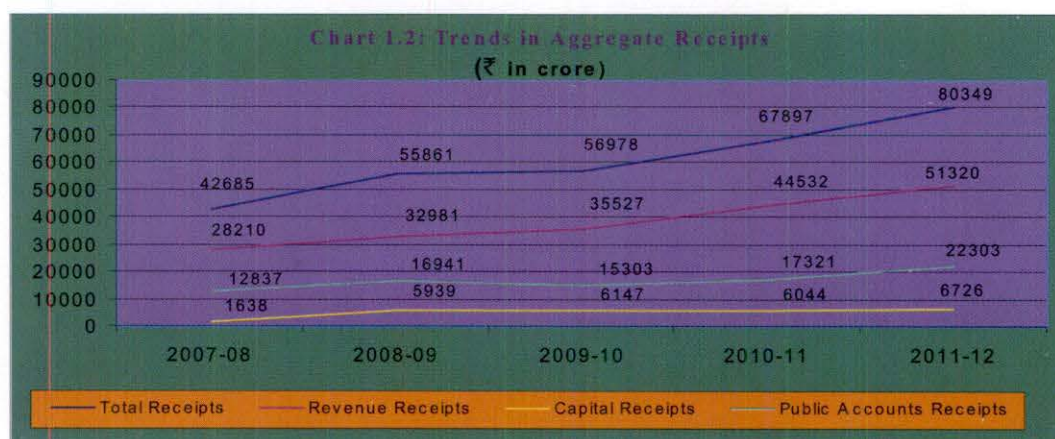 Chart 1.2: Trends in Aggregate Receipts
(₹ in crore)
90000
80000
70000
60000
50000
40000
30000
20000
10000
0
42685 55861 56978 67897 80349
28210 32981 35527 44532 51320
12837 16941 15303 17321 22303
1638 5939 6147 6044 6726
2007-08 2008-09 2009-10 2010-11 2011-12
Total Receipts Revenue Receipts Capital Receipts Public Accounts Receipts